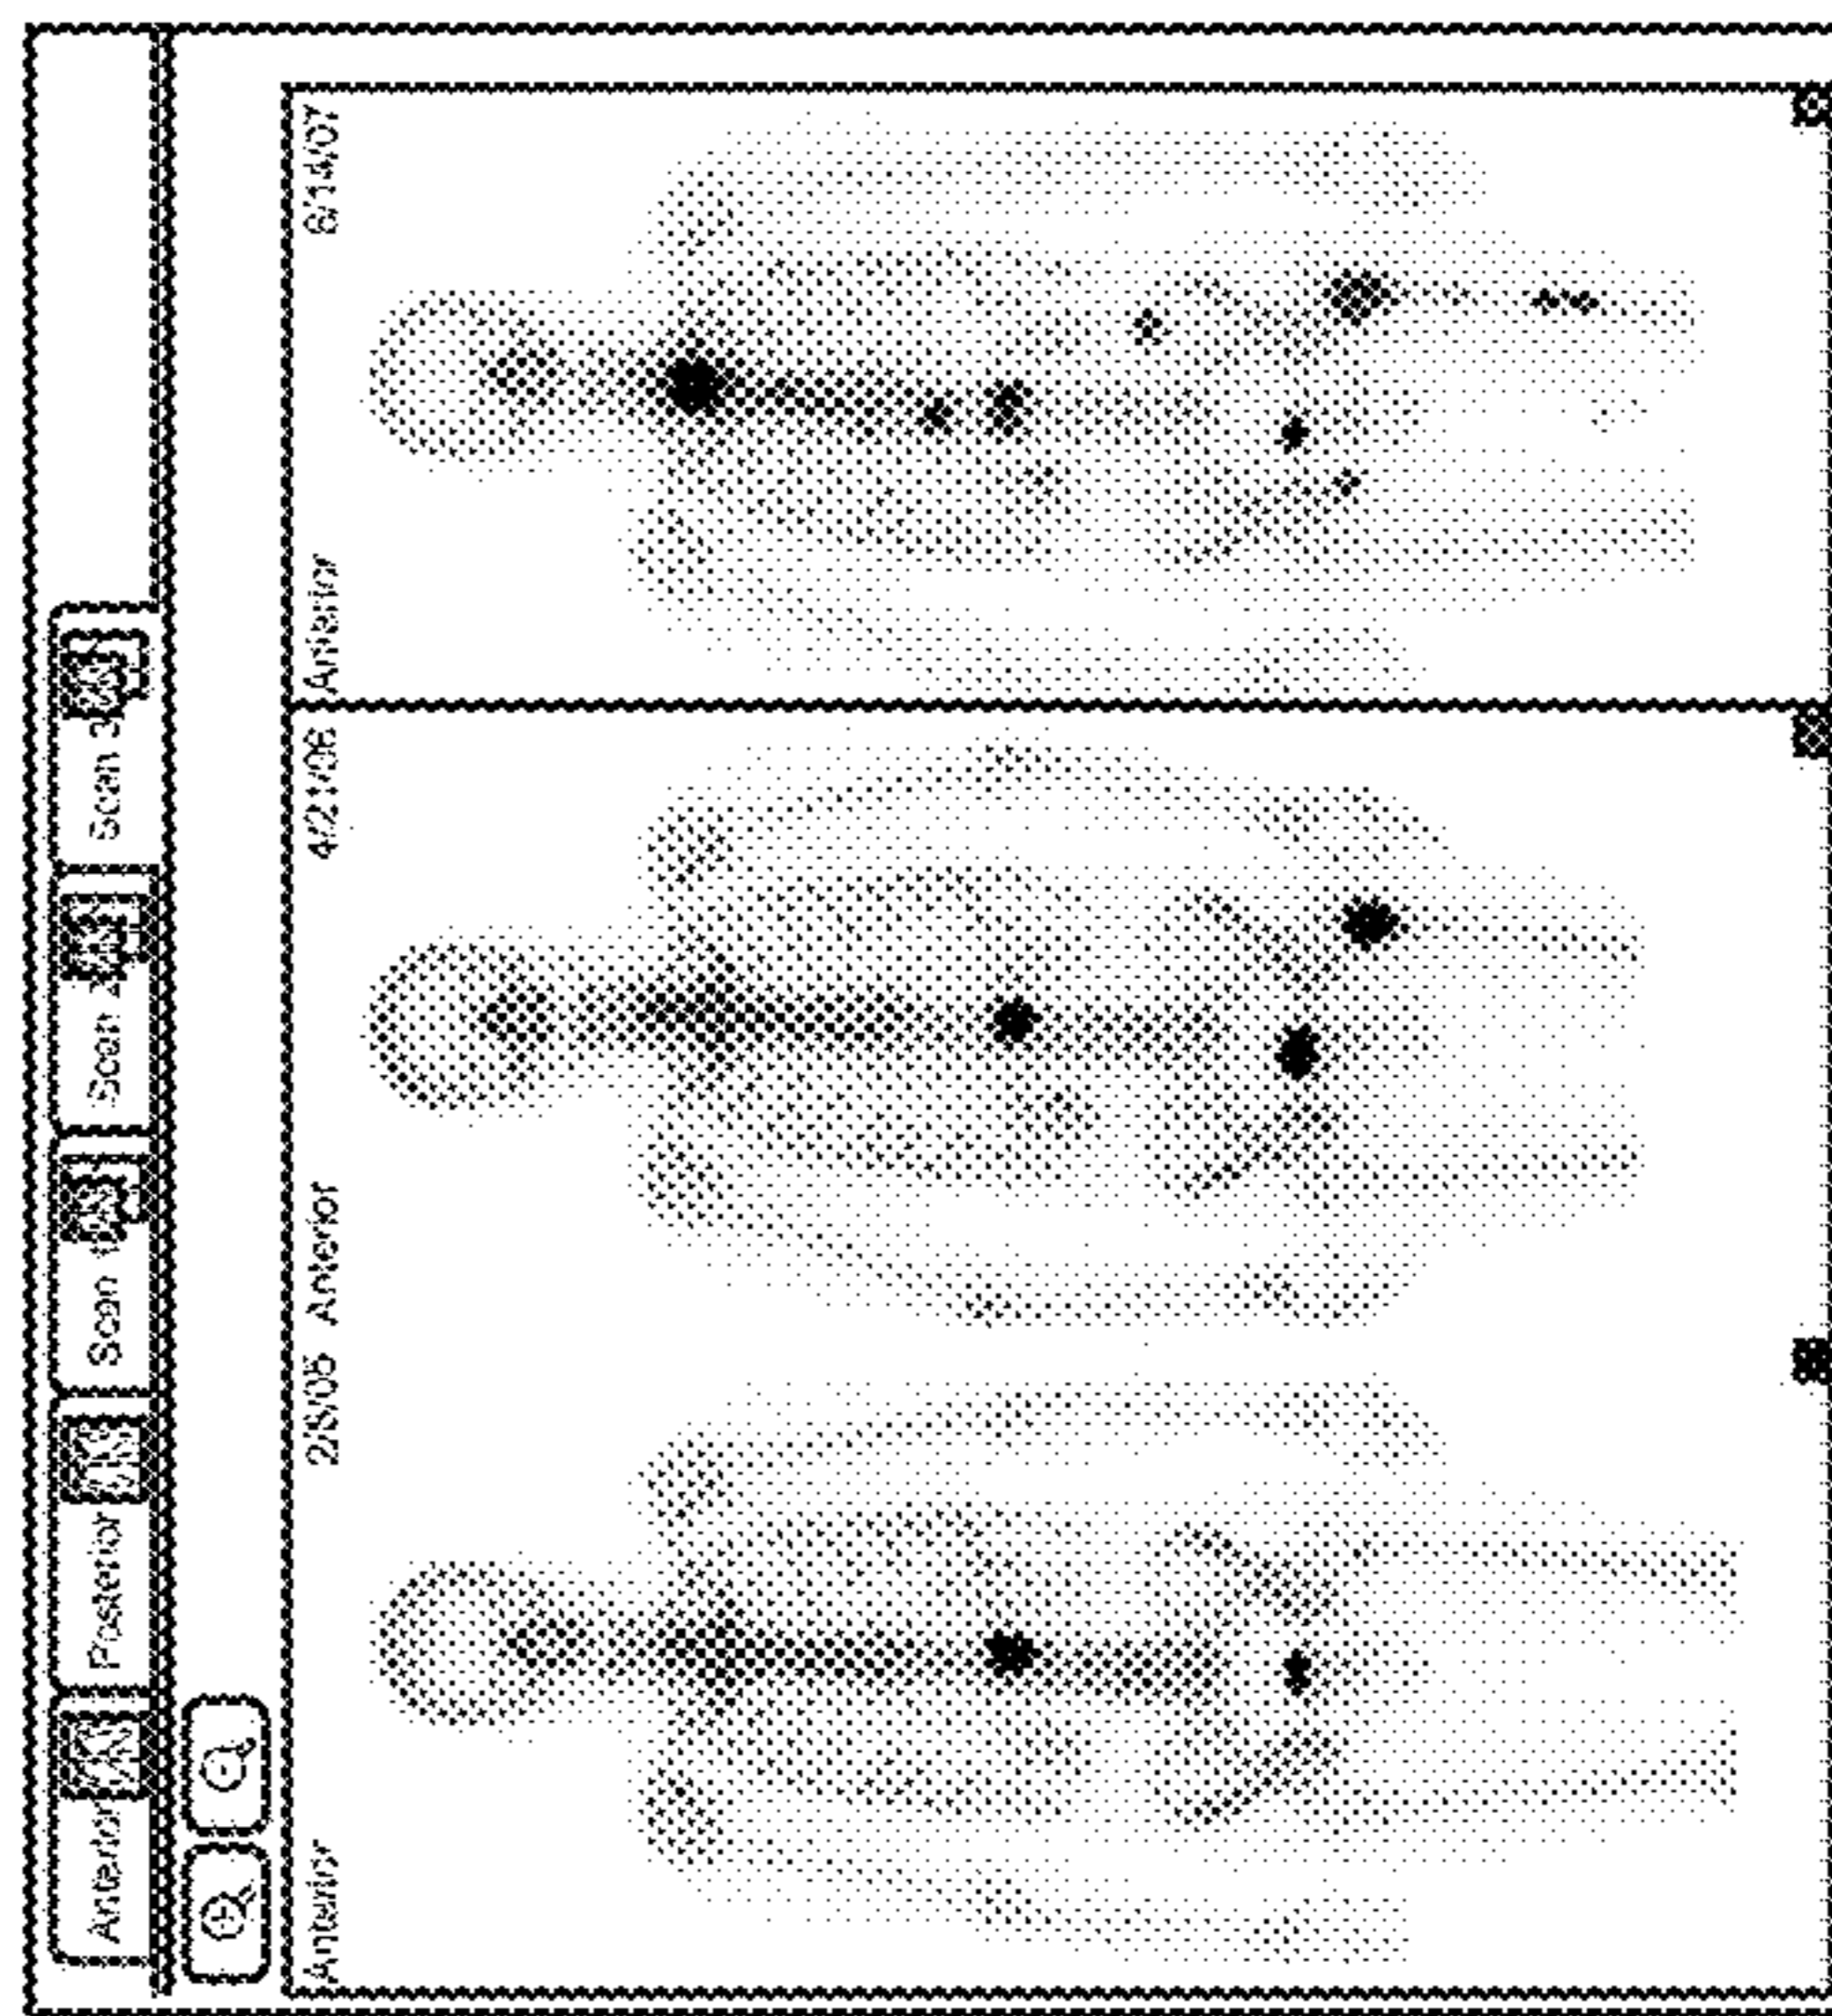 Anterior Posterior Scan 1 Scan 2 Scan 3
Anterior 2/8/05 Anterior 4/21/06 Anterior 6/14/07